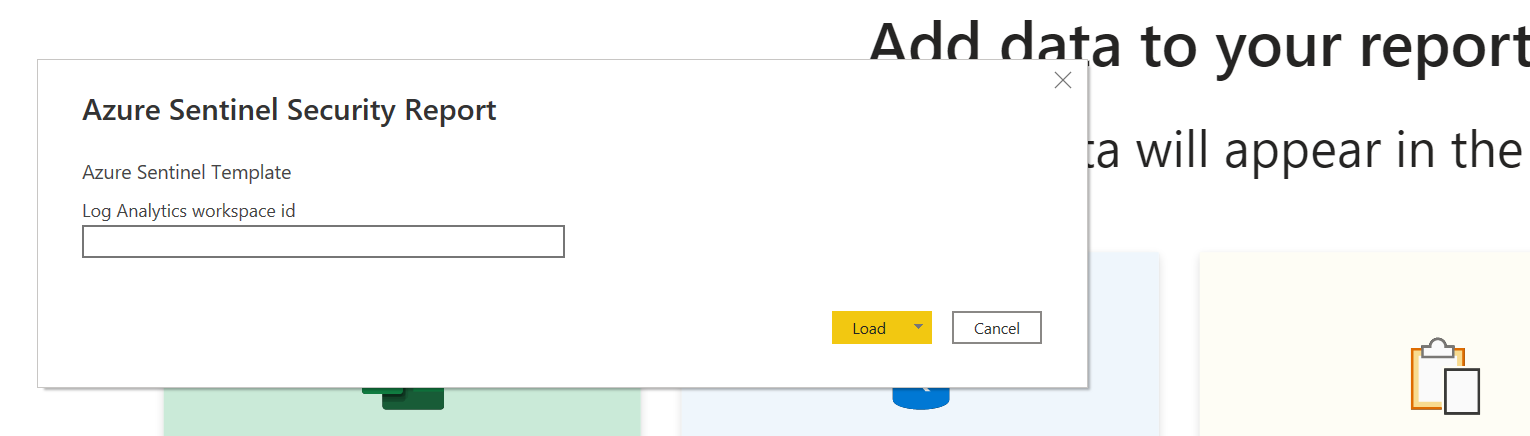 Add data to your report
Azure Sentinel Security Report
ta will appear in the
Azure Sentinel Template
Log Analytics workspace id
Load
Cancel